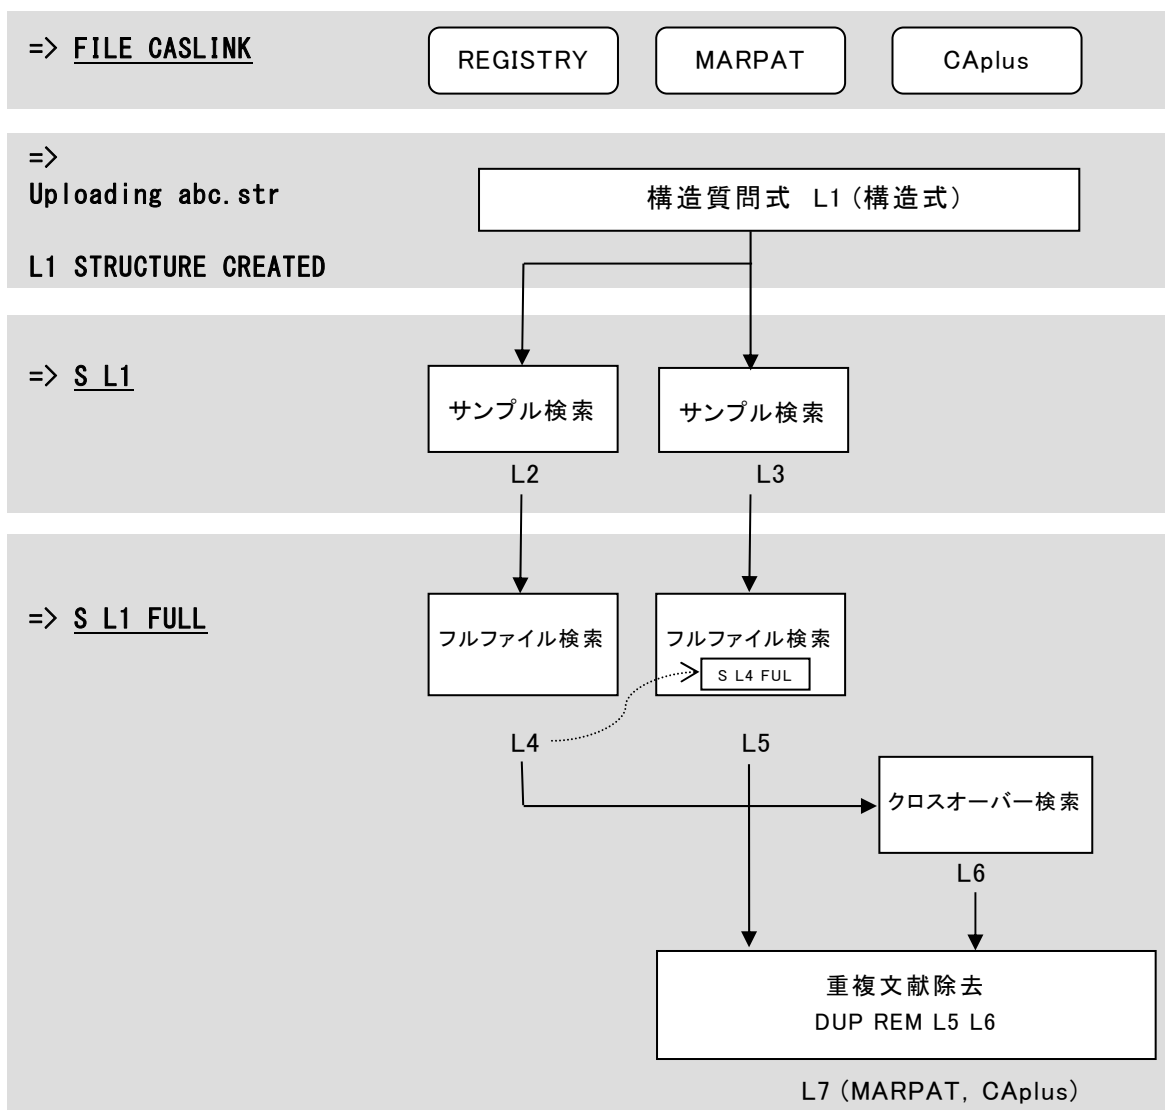 => FILE CASLINK
REGISTRY
MARPAT
CAplus
=>
Uploading abc.str
L1 STRUCTURE CREATED
構造質問式 L1 (構造式)
=> S L1
サンプル検索
サンプル検索
L2
L3
=> S L1 FULL
フルファイル検索
フルファイル検索
S L4 FUL
L4
L5
クロスオーバー検索
L6
重複文献除去
DUP REM L5 L6
L7 (MARPAT, CAplus)